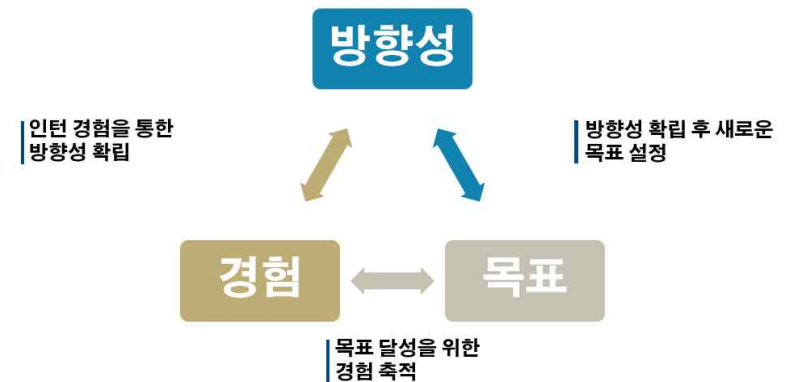 방향성
인턴 경험을 통한
방향성 확립
방향성 확립 후 새로운
목표 설정
경험
목표
목표 달성을 위한
경험 축적